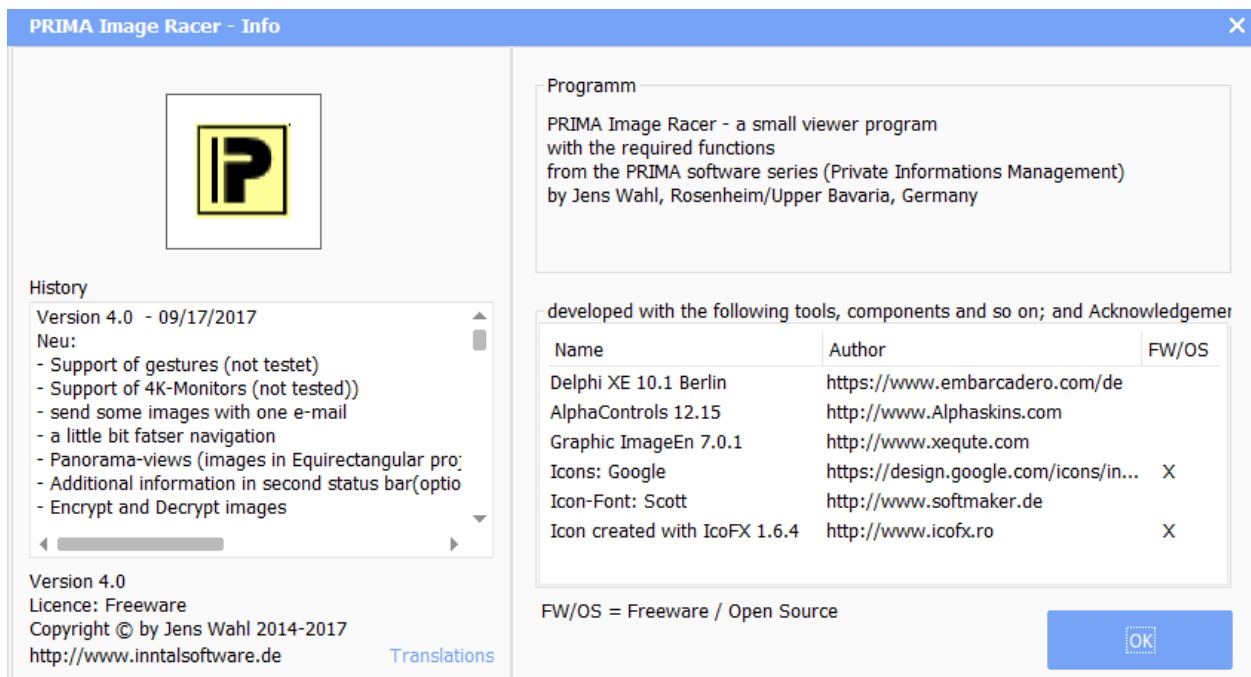 PRIMA Image Racer - Info
P
History
Version 4.0 - 09/17/2017
Neu:
- Support of gestures (not testet)
- Support of 4K-Monitors (not tested))
- send some images with one e-mail
- a little bit fatser navigation
- Panorama-views (images in Equirectangular
- Additional information in second status bar(optio
- Encrypt and Decrypt images
Version 4.0
Licence: Freeware
Copyright © by Jens Wahl 2014-2017
http://www.inntalsoftware.de Translations
Programm
PRIMA Image Racer - a small viewer program
with the required functions
from the PRIMA software series (Private Informations Management)
by Jens Wahl, Rosenheim/Upper Bavaria, Germany
developed with the following tools, components and so on; and Acknowledgemer
Name Author FW/OS
Delphi XE 10.1 Berlin https://www.embarcadero.com/de
AlphaControls 12.15 http://www.Alphaskins.com
Graphic ImageEn 7.0.1 http://www.xequte.com
Icons: Google https://design.google.com/icons/in... X
Icon-Font: Scott http://www.softmaker.de
Icon created with IcoFX 1.6.4 http://www.icofx.ro X
FW/OS = Freeware / Open Source
OK